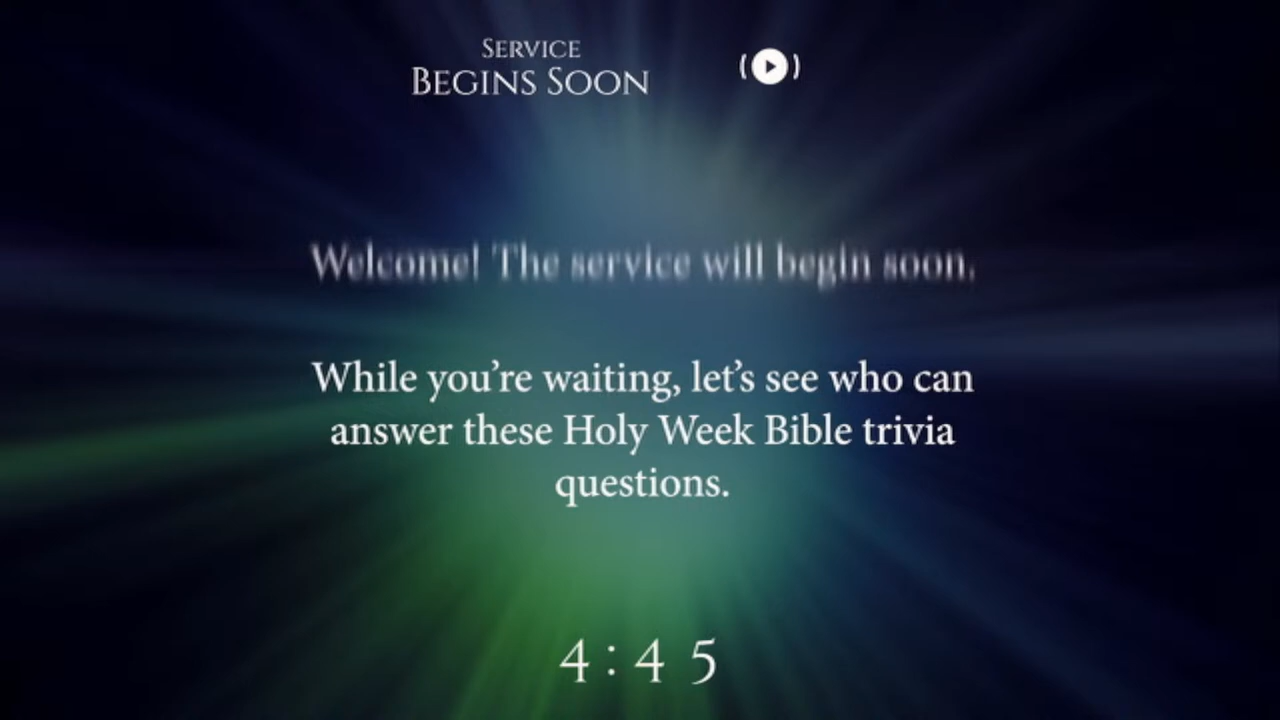 SERVICE
BEGINS SOON
Welcome! The service will begin soon.
While you’re waiting, let’s see who can
answer these Holy Week Bible trivia
questions.
4:45